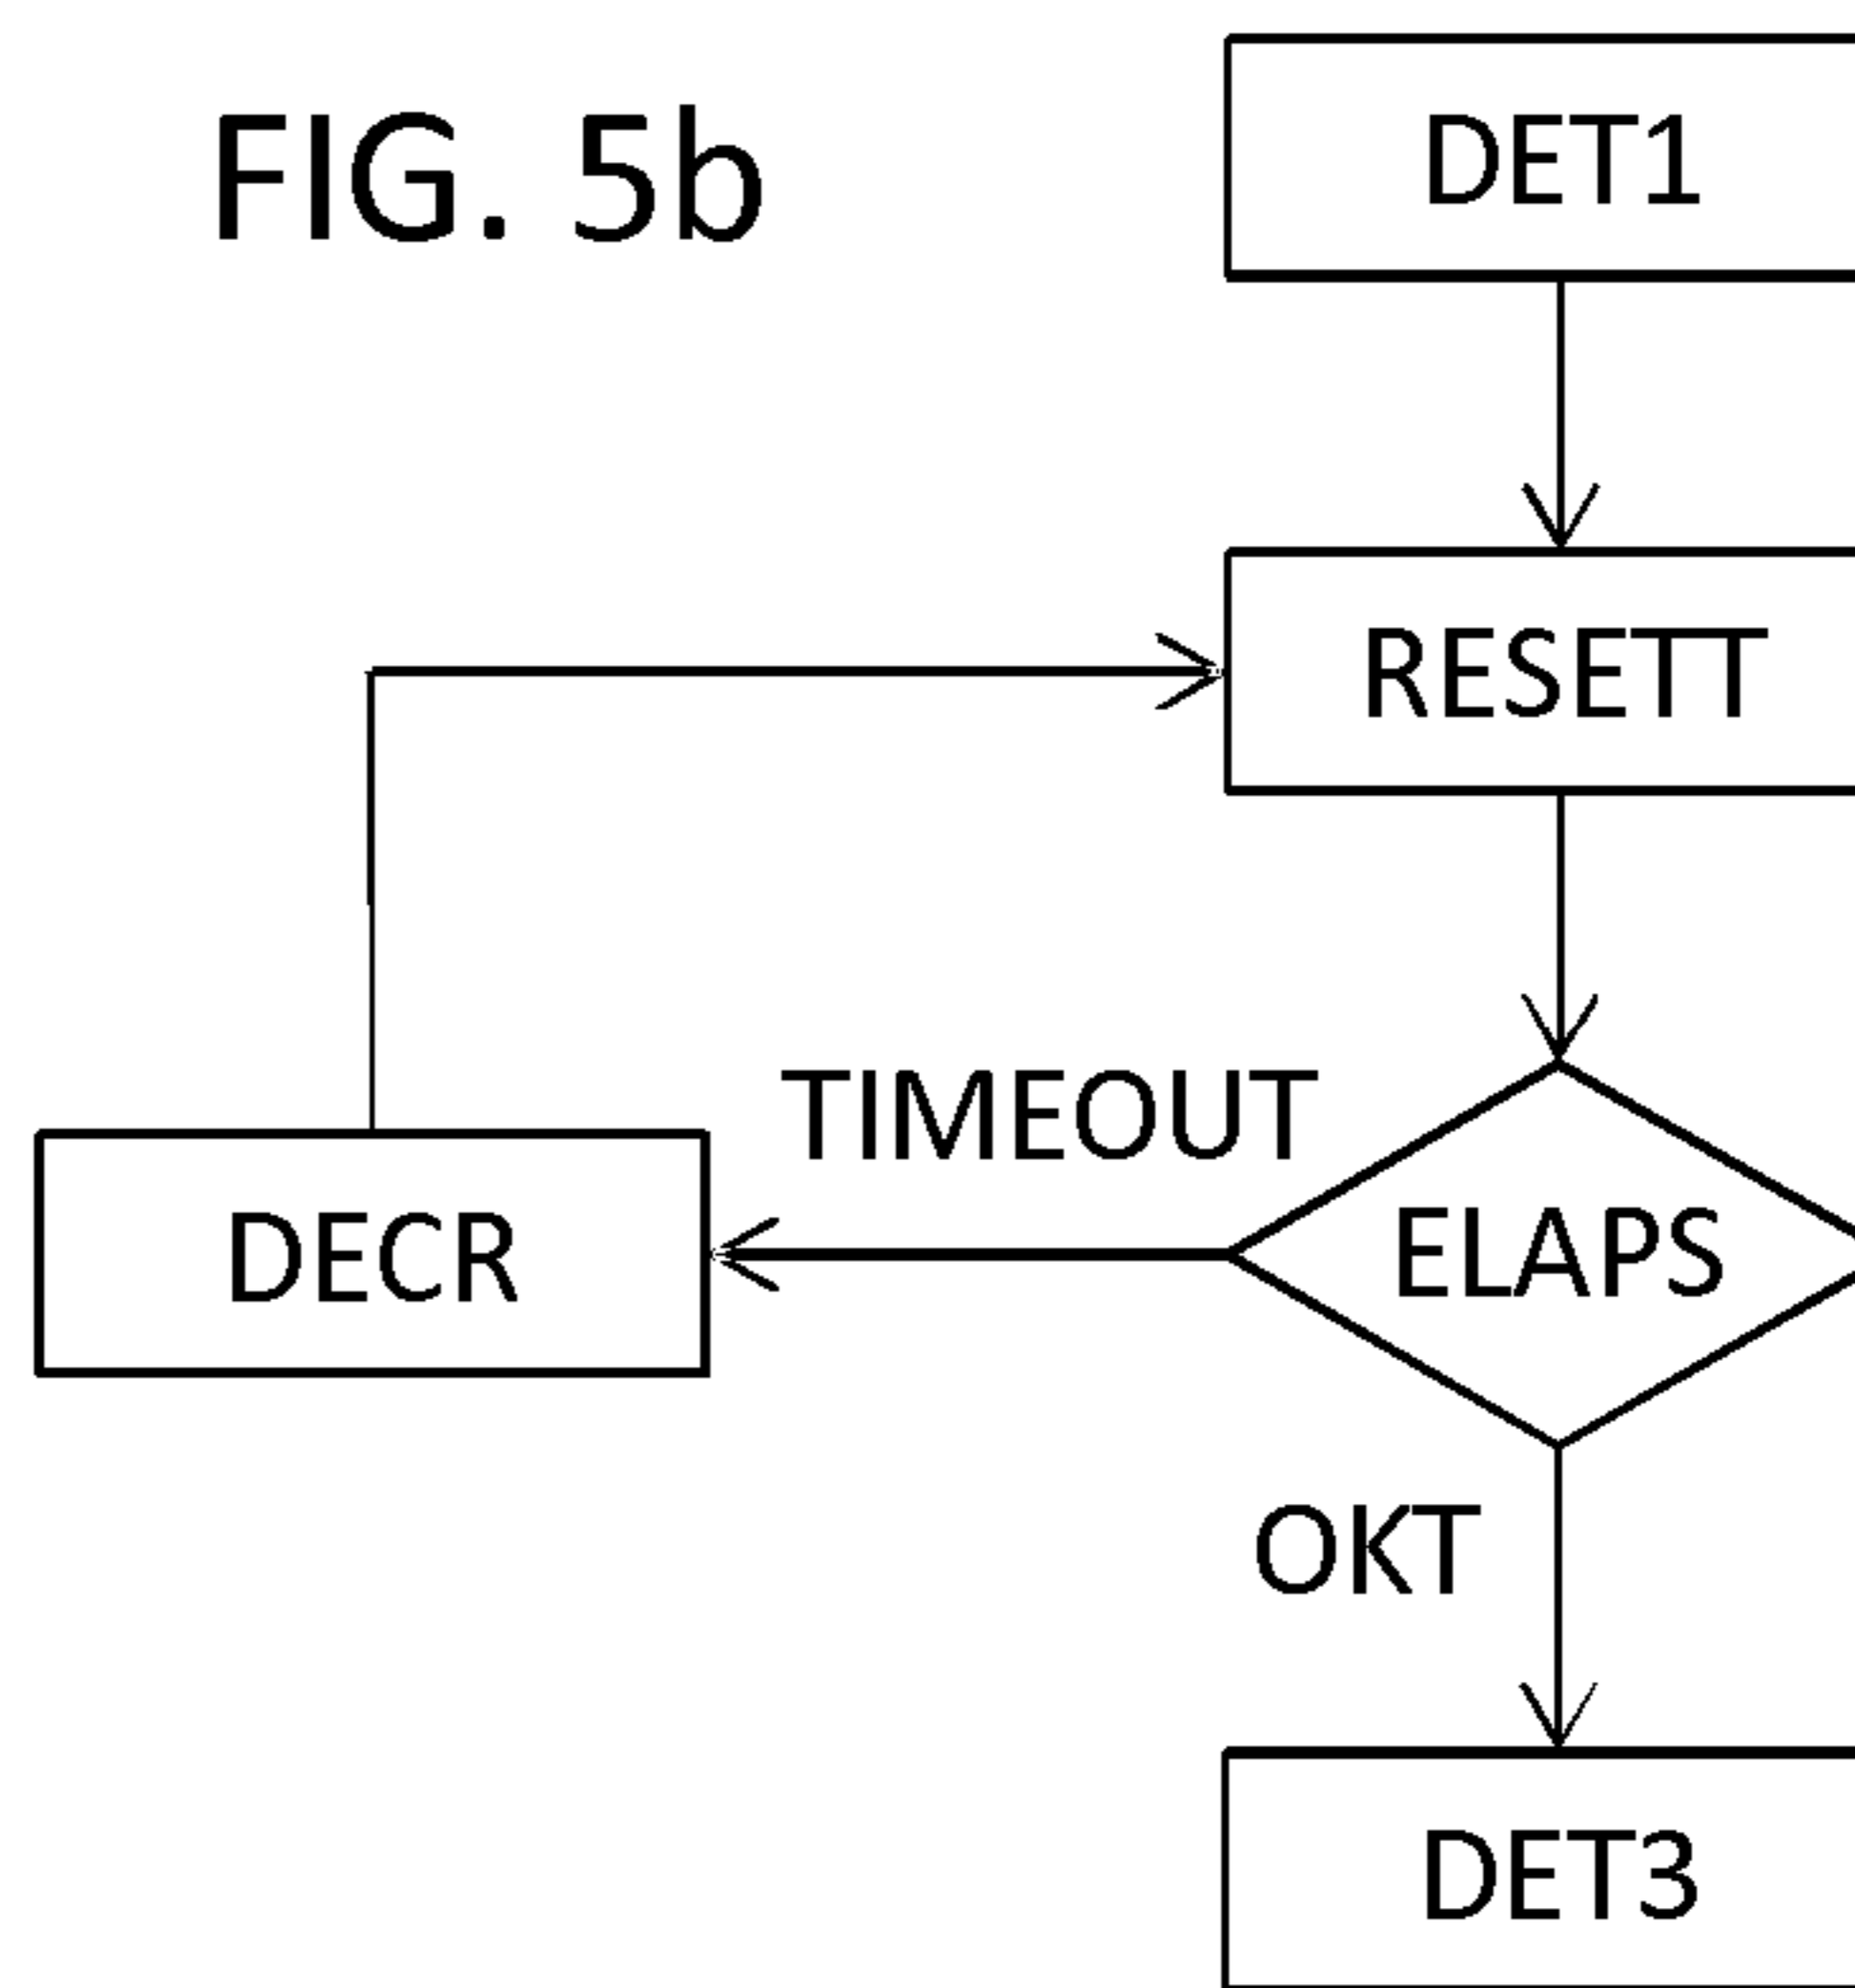 FIG. 5b
DET1
RESETT
TIMEOUT
DECR
ELAPS
OKT
DET3